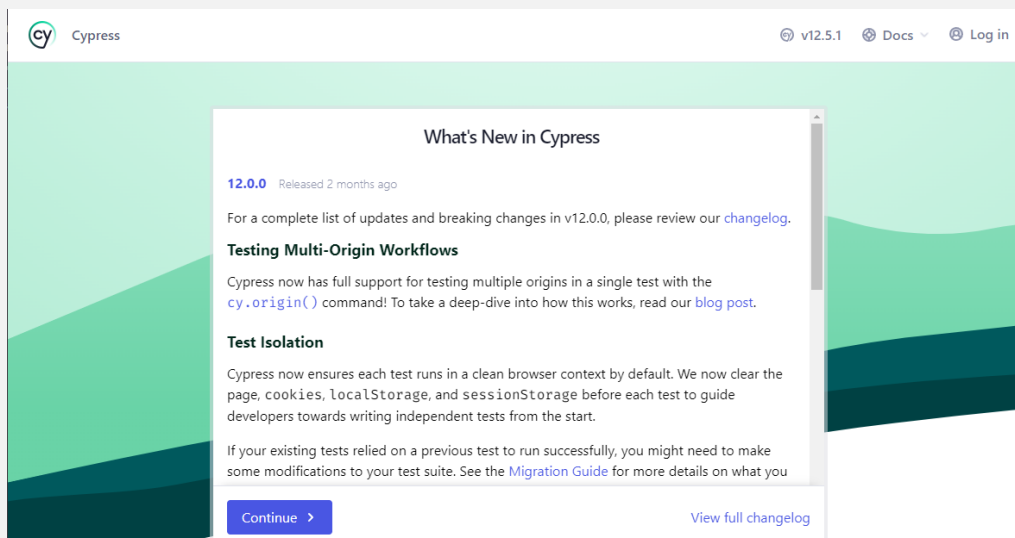 cy Cypress
v12.5.1 Docs Log in
What's New in Cypress
12.0.0 Released 2 months ago
For a complete list of updates and breaking changes in v12.0.0, please review our changelog.
Testing Multi-Origin Workflows
Cypress now has full support for testing multiple origins in a single test with the
cy.origin() command! To take a deep-dive into how this works, read our blog post.
Test Isolation
Cypress now ensures each test runs in a clean browser context by default. We now clear the
page, cookies, localStorage, and sessionStorage before each test to guide
developers towards writing independent tests from the start.
If your existing tests relied on a previous test to run successfully, you might need to make
some modifications to your test suite. See the Migration Guide for more details on what you
Continue
View full changelog